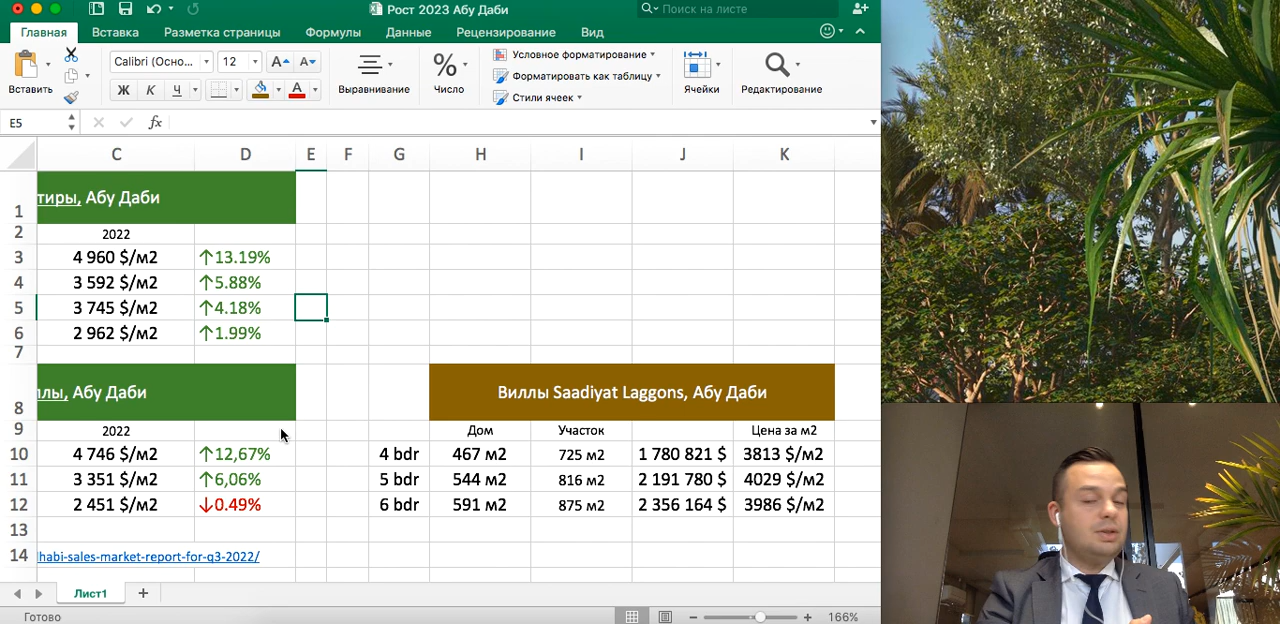 Рост 2023 Абу Даби
Поиск на листе
Главная Вставка Разметка страницы Формулы Данные Рецензирование Вид
Вставить
Calibri (Осно... 12 A A
Ж К Ч A
Выравнивание
%
Число
Условное форматирование
Форматировать как таблицу
Стили ячеек
Ячейки
Редактирование
E5 fx
C D E F G H I J K
1 тиры, Абу Даби
2 2022
3 4 960 $/м2 ↑13.19%
4 3 592 $/м2 ↑5.88%
5 3 745 $/м2 ↑4.18%
6 2 962 $/м2 ↑1.99%
7
8 ллы, Абу Даби Виллы Saadiyat Laggons, Абу Даби
9 2022 Дом Участок Цена за м2
10 4 746 $/м2 ↑12,67% 4 bdr 467 м2 725 м2 1 780 821 $ 3813 $/м2
11 3 351 $/м2 ↑6,06% 5 bdr 544 м2 816 м2 2 191 780 $ 4029 $/м2
12 2 451 $/м2 ↓0.49% 6 bdr 591 м2 875 м2 2 356 164 $ 3986 $/м2
13
14 habi-sales-market-report-for-q3-2022/
Лист1 +
Готово 166%